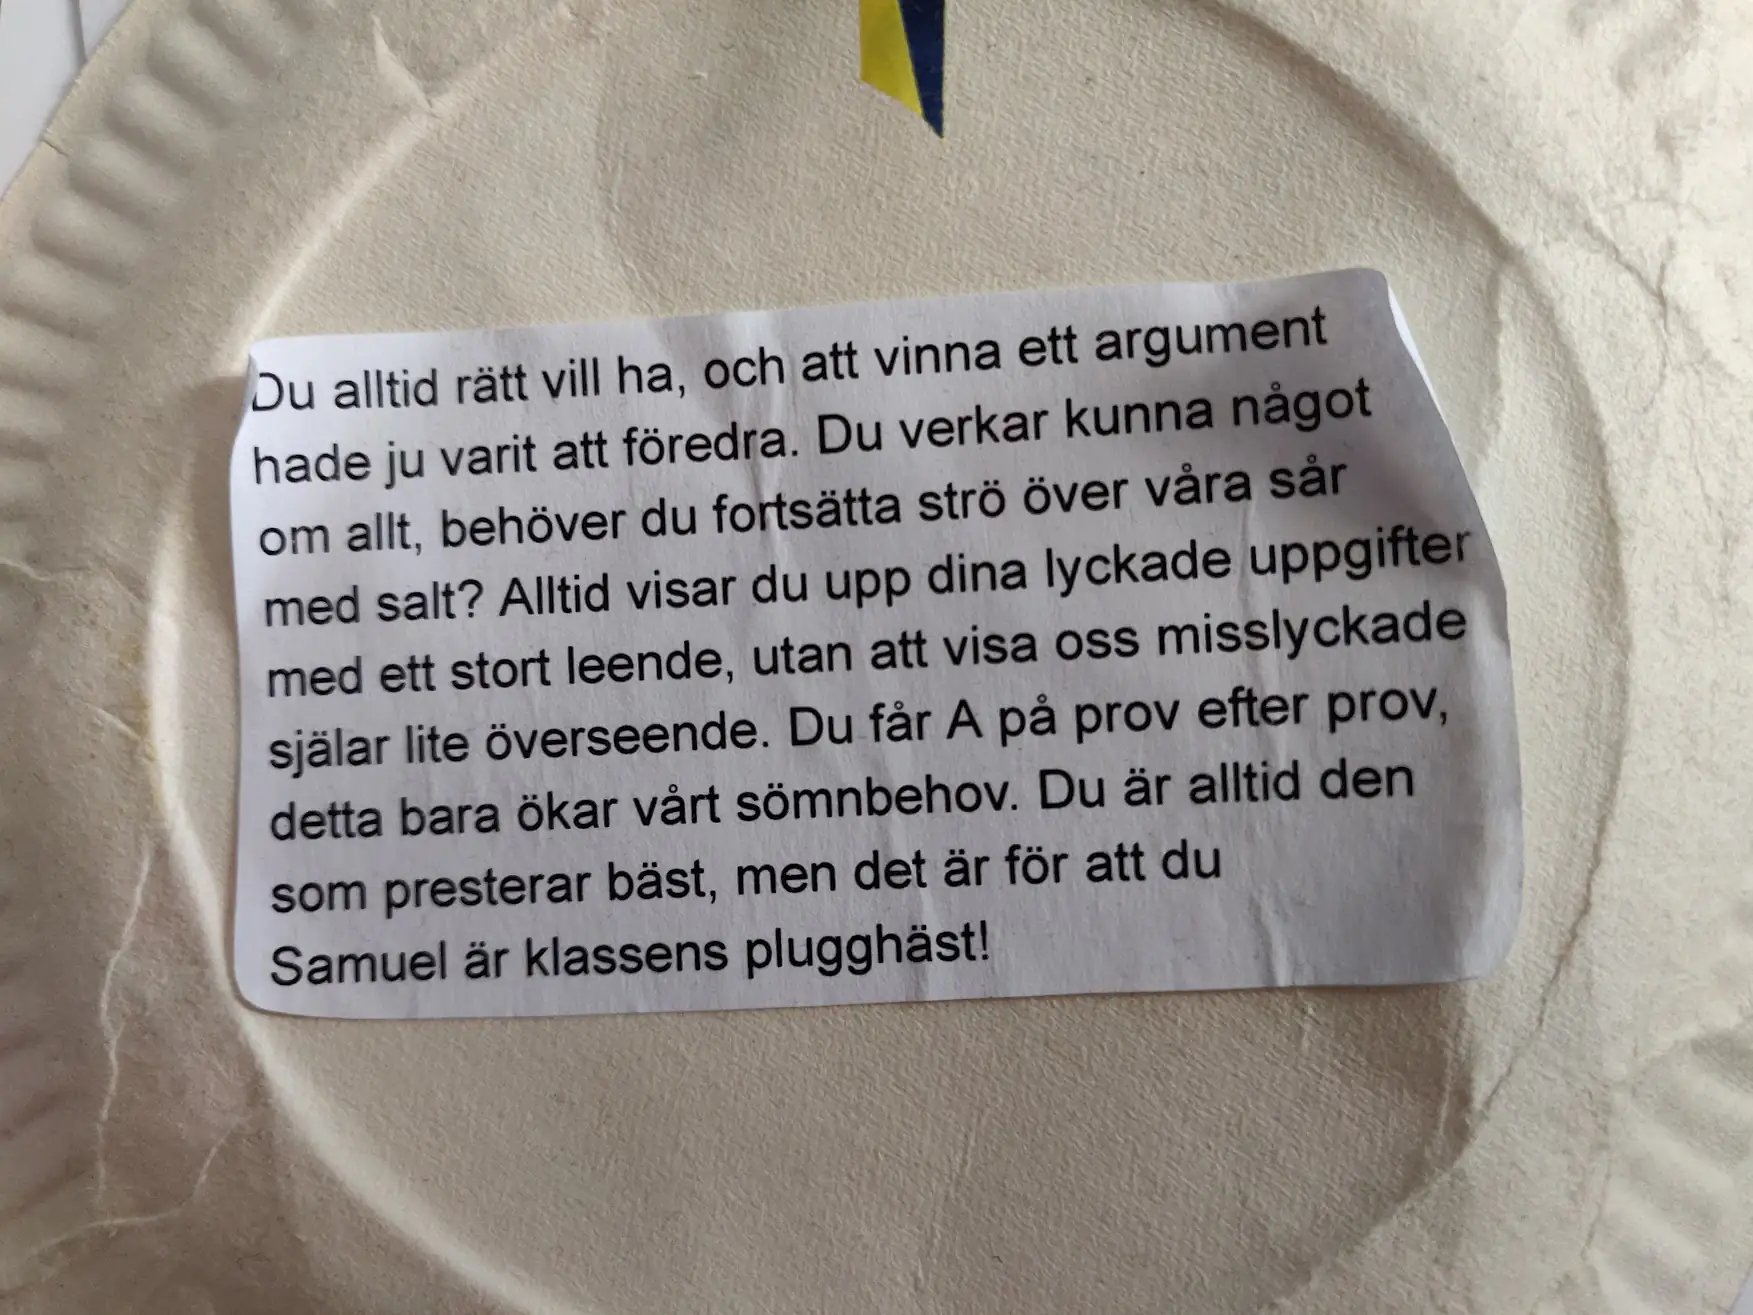 Du alltid rätt vill ha, och att vinna ett argument
hade ju varit att föredra. Du verkar kunna något
om allt, behöver du fortsätta strö över våra sår
med salt? Alltid visar du upp dina lyckade uppgifter
med ett stort leende, utan att visa oss misslyckade
själar lite överseende. Du får A på prov efter prov,
detta bara ökar vårt sömnbehov. Du är alltid den
som presterar bäst, men det är för att du
Samuel är klassens plugghäst!